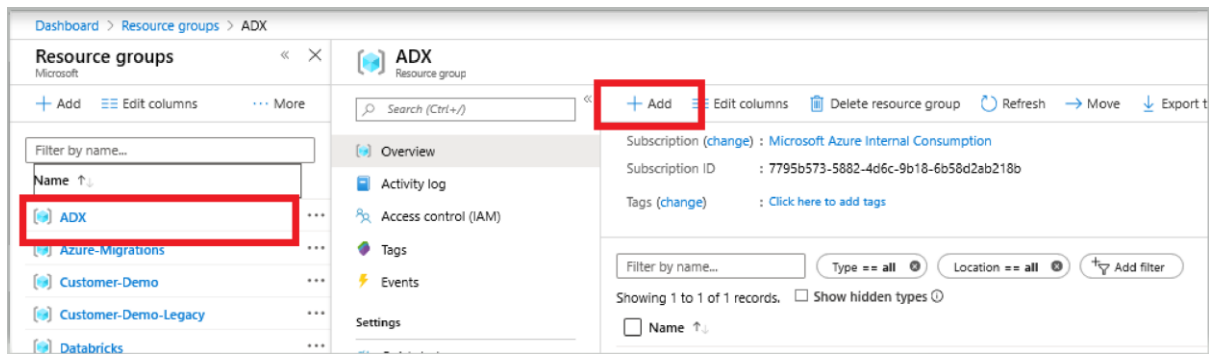 Dashboard > Resource groups > ADX
Resource groups
Microsoft
Add Edit columns More
Filter by name...
Name
ADX
Azure-Migrations
Customer-Demo
Customer-Demo-Legacy
Databricks
ADX
Resource group
Search (Ctrl+/)
Overview
Activity log
Access control (IAM)
Tags
Events
Settings
Add Edit columns Delete resource group Refresh Move Export t
Subscription (change) : Microsoft Azure Internal Consumption
Subscription ID : 7795b573-5882-4d6c-9b18-6b58d2ab218b
Tags (change) : Click here to add tags
Filter by name... Type == all Location == all Add filter
Showing 1 to 1 of 1 records. Show hidden types
Name